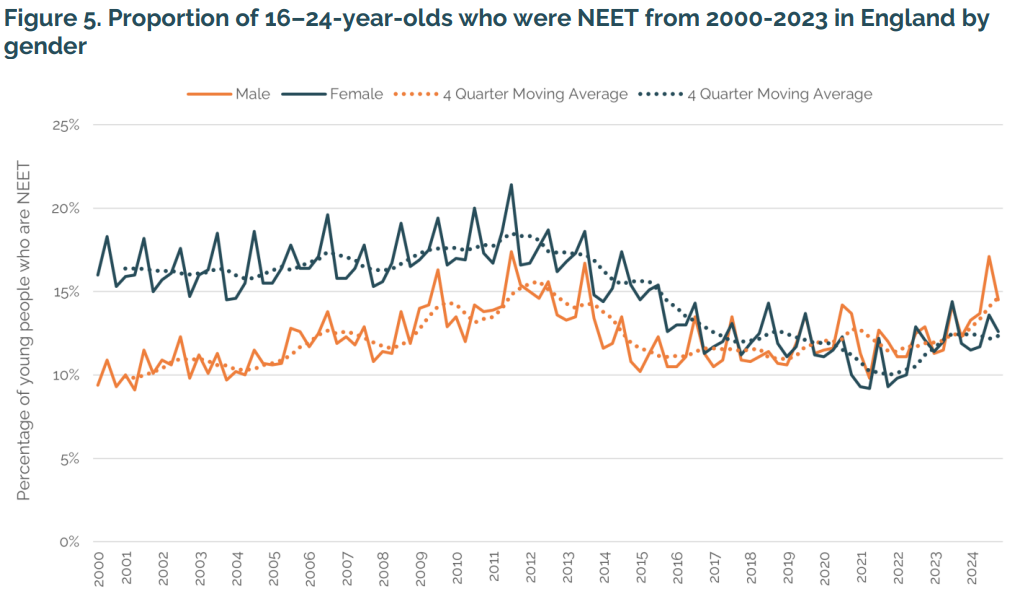 Figure 5. Proportion of 16–24-year-olds who were NEET from 2000-2023 in England by
gender
Male Female 4 Quarter Moving Average 4 Quarter Moving Average
Percentage of young people who are NEET
25%
20%
15%
10%
5%
0%
2000 2001 2002 2003 2004 2005 2006 2007 2008 2009 2010 2011 2012 2013 2014 2015 2016 2017 2018 2019 2020 2021 2022 2023 2024